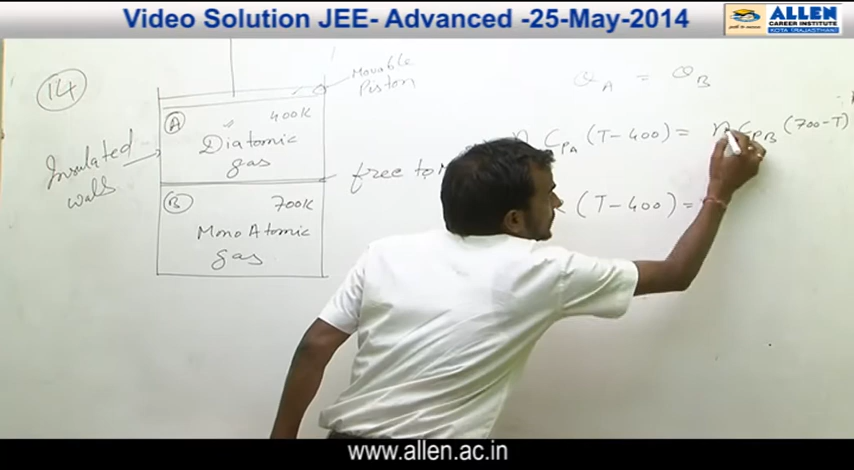 Video Solution JEE- Advanced -25-May-2014
ALLEN
CAREER INSTITUTE
KOTA (RAJASTHAN)
14
Movable
Piston
A
400K
Diatomic
gas
Insulated
wall
free to
B
700K
Mono Atomic
gas
Q_A = Q_B
n C_PA (T-400) = n C_PB (700-T)
(T-400) =
www.allen.ac.in